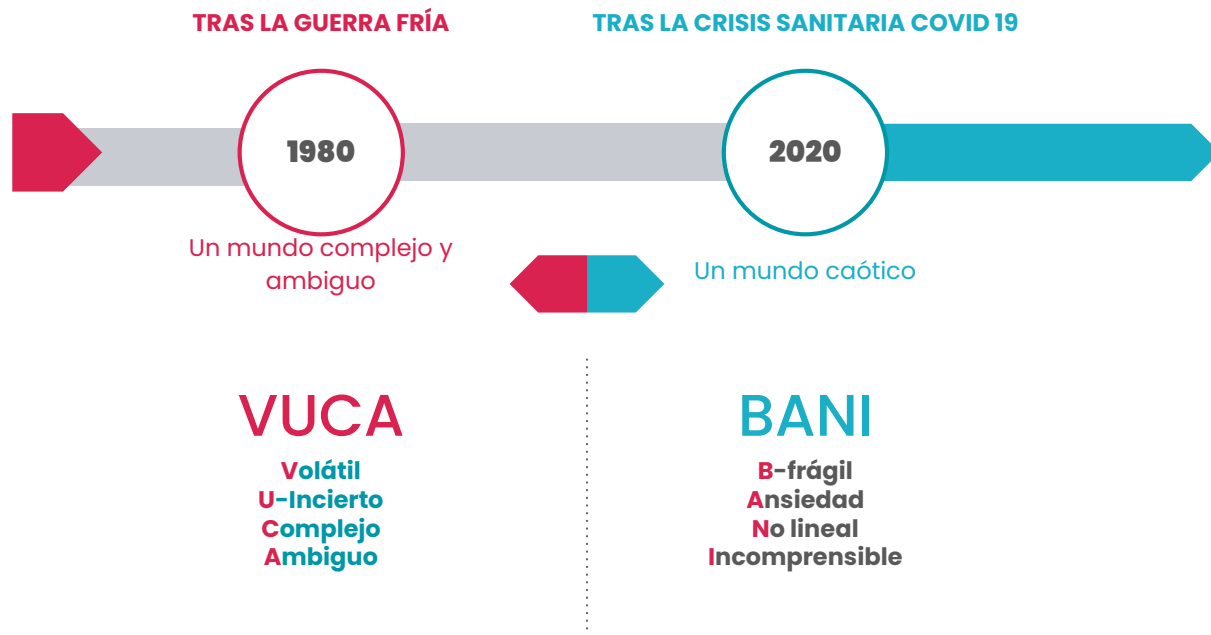 TRAS LA GUERRA FRÍA
TRAS LA CRISIS SANITARIA COVID 19
1980
2020
Un mundo complejo y
ambiguo
Un mundo caótico
VUCA
Volátil
U-Incierto
Complejo
Ambiguo
BANI
B-frágil
Ansiedad
No lineal
Incomprensible